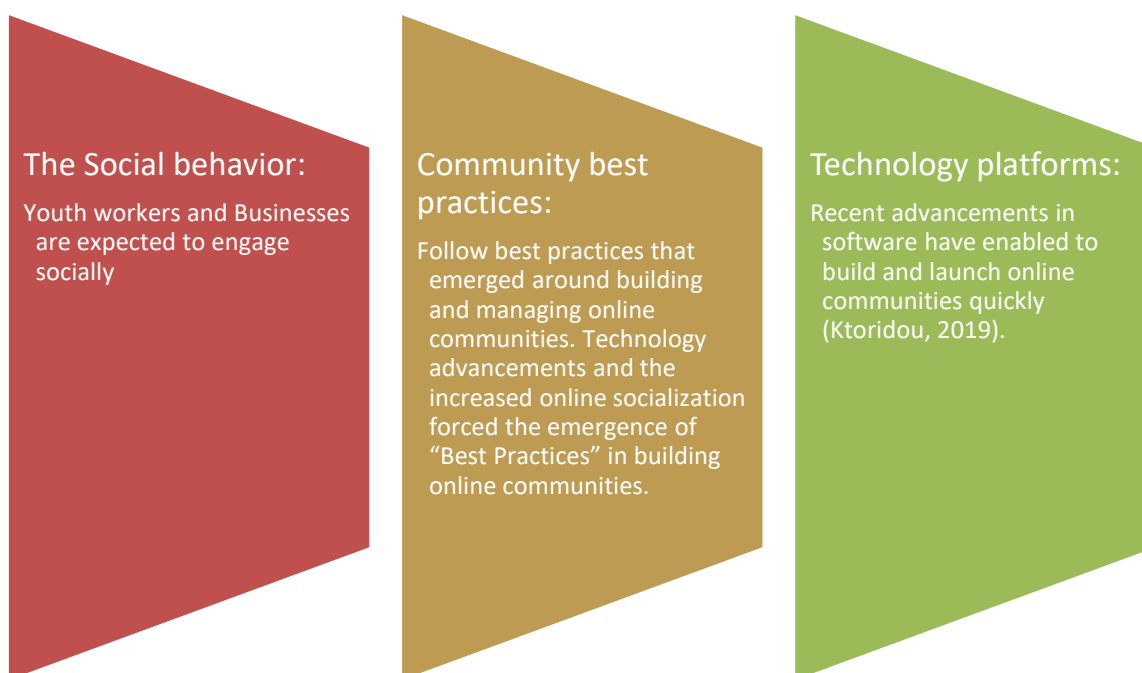 The Social behavior:
Youth workers and Businesses
are expected to engage
socially
Community best
practices:
Follow best practices that
emerged around building
and managing online
communities. Technology
advancements and the
increased online socialization
forced the emergence of
“Best Practices” in building
online communities.
Technology platforms:
Recent advancements in
software have enabled to
build and launch online
communities quickly
(Ktoridou, 2019).